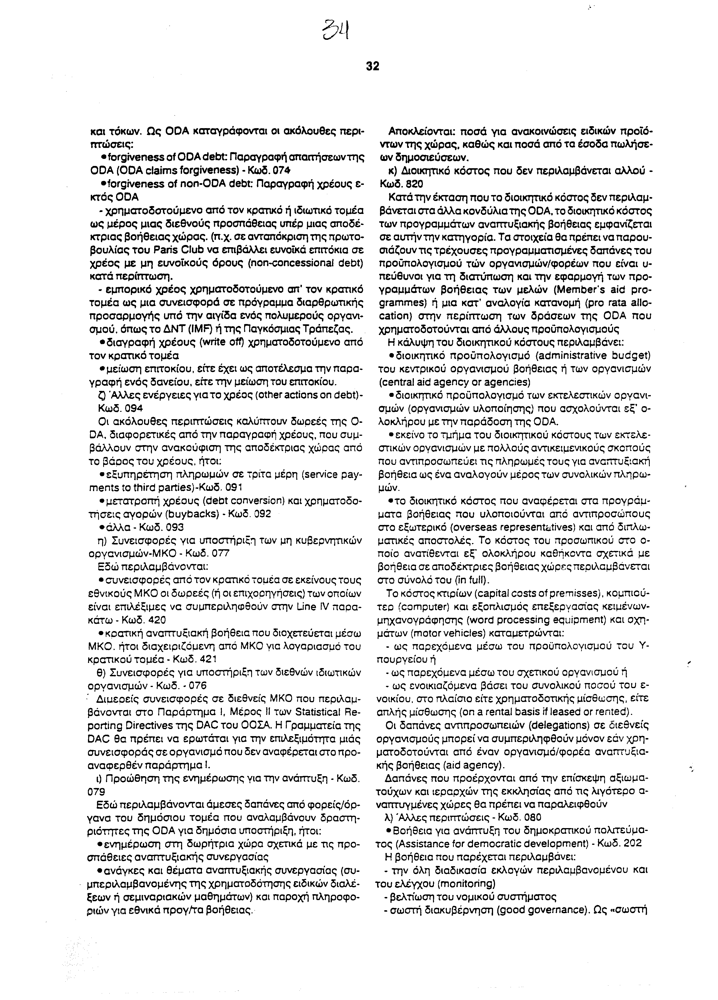 34
32
και τόκων. Ως ODA καταγράφονται οι ακόλουθες περι-
πτώσεις:
•forgiveness of ODA debt: Παραγραφή απαιτήσεων της
ODA (ODA claims forgiveness) - Κωδ. 074
•forgiveness of non-ODA debt: Παραγραφή χρέους ε-
κτός ODA
- χρηματοδοτούμενο από τον κρατικό ή ιδιωτικό τομέα
ως μέρος μιας διεθνούς προσπάθειας υπέρ μιας αποδέ-
κτριας βοήθειας χώρας. (π.χ. σε ανταπόκριση της πρωτο-
βουλίας του Paris Club να επιβάλλει ευνοϊκά επιτόκια σε
χρέος με μη ευνοϊκούς όρους (non-concessional debt)
κατά περίπτωση.
- εμπορικό χρέος χρηματοδοτούμενο απ' τον κρατικό
τομέα ως μια συνεισφορά σε πρόγραμμα διαρθρωτικής
προσαρμογής υπό την αιγίδα ενός πολυμερούς οργανι-
σμού, όπως το ΔΝΤ (IMF) ή της Παγκόσμιας Τράπεζας.
•διαγραφή χρέους (write off) χρηματοδοτούμενο από
τον κρατικό τομέα
•μείωση επιτοκίου, είτε έχει ως αποτέλεσμα την παρα-
γραφή ενός δανείου, είτε την μείωση του επιτοκίου.
ζ) Άλλες ενέργειες για το χρέος (other actions on debt)-
Κωδ. 094
Οι ακόλουθες περιπτώσεις καλύπτουν δωρεές της O-
DA, διαφορετικές από την παραγραφή χρέους, που συμ-
βάλλουν στην ανακούφιση της αποδέκτριας χώρας από
το βάρος του χρέους, ήτοι:
•εξυπηρέτηση πληρωμών σε τρίτα μέρη (service pay-
ments to third parties)-Κωδ. 091
•μετατροπή χρέους (debt conversion) και χρηματοδο-
τήσεις αγορών (buybacks) - Κωδ. 092
•άλλα - Κωδ. 093
η) Συνεισφορές για υποστήριξη των μη κυβερνητικών
οργανισμών-ΜΚΟ - Κωδ. 077
Εδώ περιλαμβάνονται:
•συνεισφορές από τον κρατικό τομέα σε εκείνους τους
εθνικούς ΜΚΟ οι δωρεές (ή οι επιχορηγήσεις) των οποίων
είναι επιλέξιμες να συμπεριληφθούν στην Line IV παρα-
κάτω - Κωδ. 420
•κρατική αναπτυξιακή βοήθεια που διοχετεύεται μέσω
ΜΚΟ. ήτοι διαχειριζόμενη από ΜΚΟ για λογαριασμό του
κρατικού τομέα - Κωδ. 421
θ) Συνεισφορές για υποστήριξη των διεθνών ιδιωτικών
οργανισμών - Κωδ. - 076
Διμερείς συνεισφορές σε διεθνείς ΜΚΟ που περιλαμ-
βάνονται στο Παράρτημα Ι, Μέρος ΙΙ των Statistical Re-
porting Directives της DAC του ΟΟΣΑ. Η Γραμματεία της
DAC θα πρέπει να ερωτάται για την επιλεξιμότητα μιάς
συνεισφοράς σε οργανισμό που δεν αναφέρεται στο προ-
αναφερθέν παράρτημα Ι.
ι) Προώθηση της ενημέρωσης για την ανάπτυξη - Κωδ.
079
Εδώ περιλαμβάνονται άμεσες δαπάνες από φορείς/όρ-
γανα του δημόσιου τομέα που αναλαμβάνουν δραστη-
ριότητες της ODA για δημόσια υποστήριξη, ήτοι:
•ενημέρωση στη δωρήτρια χώρα σχετικά με τις προ-
σπάθειες αναπτυξιακής συνεργασίας
•ανάγκες και θέματα αναπτυξιακής συνεργασίας (συ-
μπεριλαμβανομένης της χρηματοδότησης ειδικών διαλέ-
ξεων ή σεμιναριακών μαθημάτων) και παροχή πληροφο-
ριών για εθνικά προγ/τα βοήθειας.
Αποκλείονται: ποσά για ανακοινώσεις ειδικών προϊό-
ντων της χώρας, καθώς και ποσά από τα έσοδα πωλήσε-
ων δημοσιεύσεων.
κ) Διοικητικό κόστος που δεν περιλαμβάνεται αλλού -
Κωδ. 820
Κατά την έκταση που το διοικητικό κόστος δεν περιλαμ-
βάνεται στα άλλα κονδύλια της ODA, το διοικητικό κόστος
των προγραμμάτων αναπτυξιακής βοήθειας εμφανίζεται
σε αυτήν την κατηγορία. Τα στοιχεία θα πρέπει να παρου-
σιάζουν τις τρέχουσες προγραμματισμένες δαπάνες του
προϋπολογισμού τών οργανισμών/φορέων που είναι υ-
πεύθυνοι για τη διατύπωση και την εφαρμογή των προ-
γραμμάτων βοήθειας των μελών (Member's aid pro-
grammes) ή μια κατ' αναλογία κατανομή (pro rata allo-
cation) στην περίπτωση των δράσεων της ODA που
χρηματοδοτούνται από άλλους προϋπολογισμούς
Η κάλυψη του διοικητικού κόστους περιλαμβάνει:
•διοικητικό προϋπολογισμό (administrative budget)
του κεντρικού οργανισμού βοήθειας ή των οργανισμών
(central aid agency or agencies)
•διοικητικό προϋπολογισμό των εκτελεστικών οργανι-
σμών (οργανισμών υλοποίησης) που ασχολούνται εξ' ο-
λοκλήρου με την παράδοση της ODA.
•εκείνο το τμήμα του διοικητικού κόστους των εκτελε-
στικών οργανισμών με πολλούς αντικειμενικούς σκοπούς
που αντιπροσωπεύει τις πληρωμές τους για αναπτυξιακή
βοήθεια ως ένα αναλογούν μέρος των συνολικών πληρω-
μών.
•το διοικητικό κόστος που αναφέρεται στα προγράμ-
ματα βοήθειας που υλοποιούνται από αντιπροσώπους
στο εξωτερικό (overseas representatives) και από διπλω-
ματικές αποστολές. Το κόστος του προσωπικού στο ο-
ποίο ανατίθενται εξ' ολοκλήρου καθήκοντα σχετικά με
βοήθεια σε αποδέκτριες βοήθειας χώρες περιλαμβάνεται
στο σύνολό του (in full).
Το κόστος κτιρίων (capital costs of premisses), κομπιού-
τερ (computer) και εξοπλισμός επεξεργασίας κειμένων-
μηχανογράφησης (word processing equipment) και οχη-
μάτων (motor vehicles) καταμετρώνται:
- ως παρεχόμενα μέσω του προϋπολογισμού του Υ-
πουργείου ή
- ως παρεχόμενα μέσω του σχετικού οργανισμού ή
- ως ενοικιαζόμενα βάσει του συνολικού ποσού του ε-
νοικίου, στο πλαίσιο είτε χρηματοδοτικής μίσθωσης, είτε
απλής μίσθωσης (on a rental basis if leased or rented).
Οι δαπάνες αντιπροσωπειών (delegations) σε διεθνείς
οργανισμούς μπορεί να συμπεριληφθούν μόνον εάν χρη-
ματοδοτούνται από έναν οργανισμό/φορέα αναπτυξια-
κής βοήθειας (aid agency).
Δαπάνες που προέρχονται από την επίσκεψη αξιωμα-
τούχων και ιεραρχών της εκκλησίας από τις λιγότερο α-
ναπτυγμένες χώρες θα πρέπει να παραλειφθούν
λ) Άλλες περιπτώσεις - Κωδ. 080
•Βοήθεια για ανάπτυξη του δημοκρατικού πολιτεύμα-
τος (Assistance for democratic development) - Κωδ. 202
Η βοήθεια που παρέχεται περιλαμβάνει:
- την όλη διαδικασία εκλογών περιλαμβανομένου και
του ελέγχου (monitoring)
- βελτίωση του νομικού συστήματος
- σωστή διακυβέρνηση (good governance). Ως «σωστή